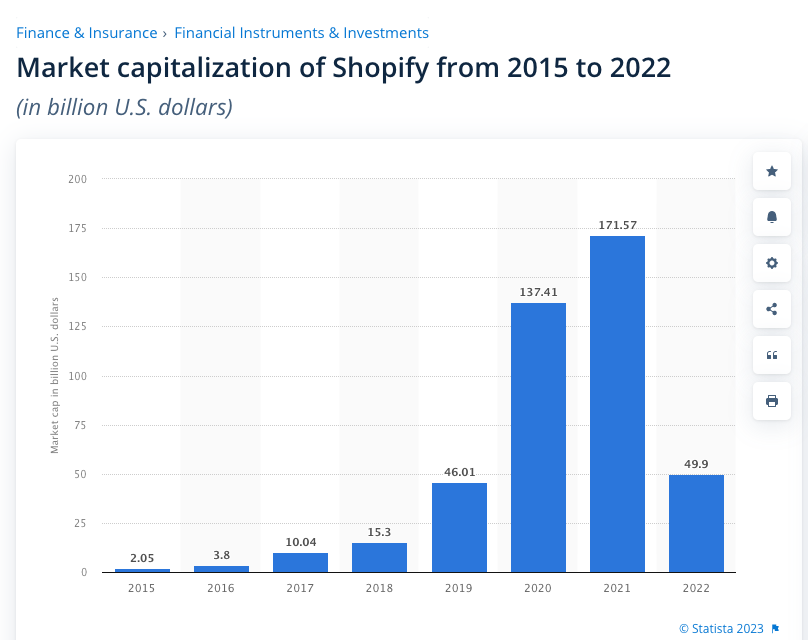 Finance & Insurance › Financial Instruments & Investments
Market capitalization of Shopify from 2015 to 2022
(in billion U.S. dollars)
Market cap in billion U.S. dollars
200
175
150
125
100
75
50
25
0
2.05
3.8
10.04
15.3
46.01
137.41
171.57
49.9
2015 2016 2017 2018 2019 2020 2021 2022
© Statista 2023